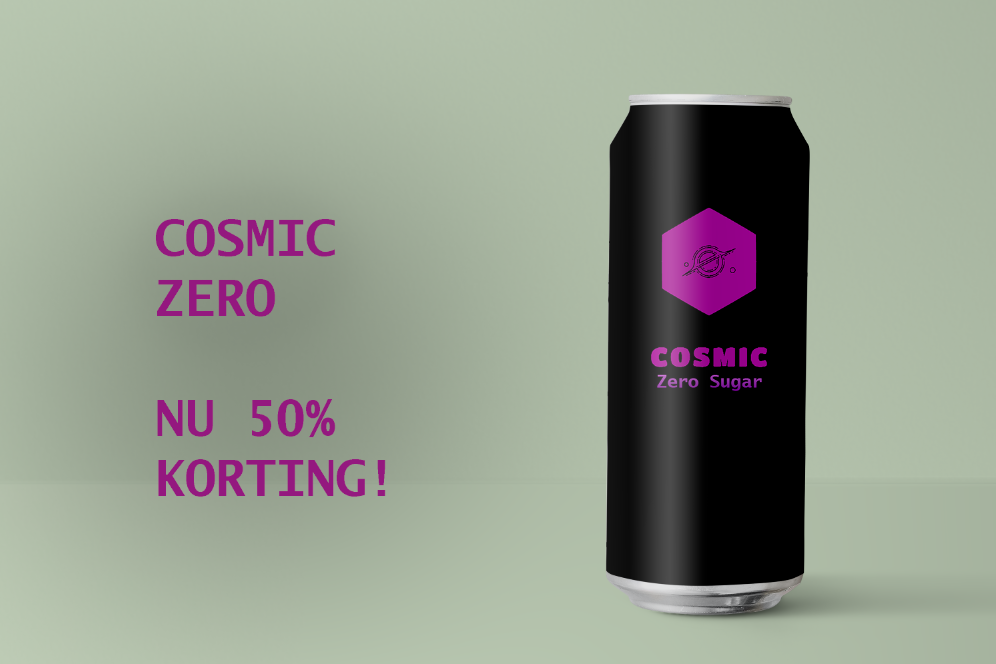 COSMIC
ZERO
NU 50%
KORTING!
COSMIC
Zero Sugar